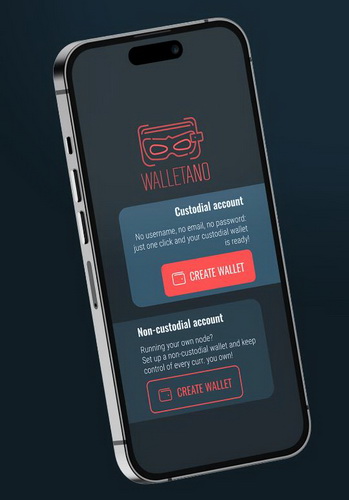 WALLETANO
Custodial account
No username, no email, no password:
just one click and your custodial wallet
is ready!
CREATE WALLET
Non-custodial account
Running your own node?
Set up a non-custodial wallet and keep
control of every curr. you own!
CREATE WALLET